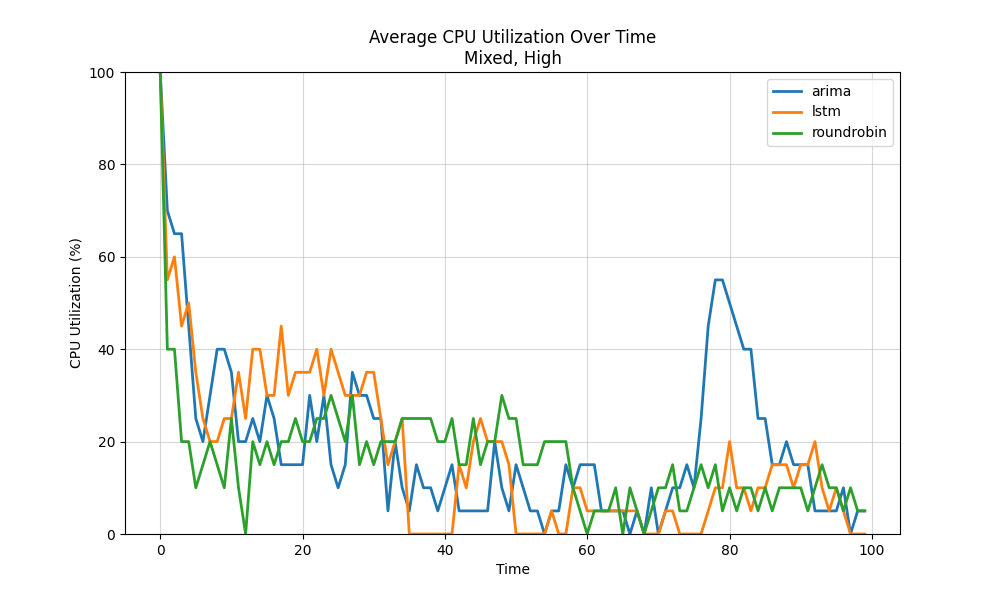 Average CPU Utilization Over Time
Mixed, High
100
80
60
40
20
0
CPU Utilization (%)
arima
lstm
roundrobin
0
20
40
60
80
100
Time